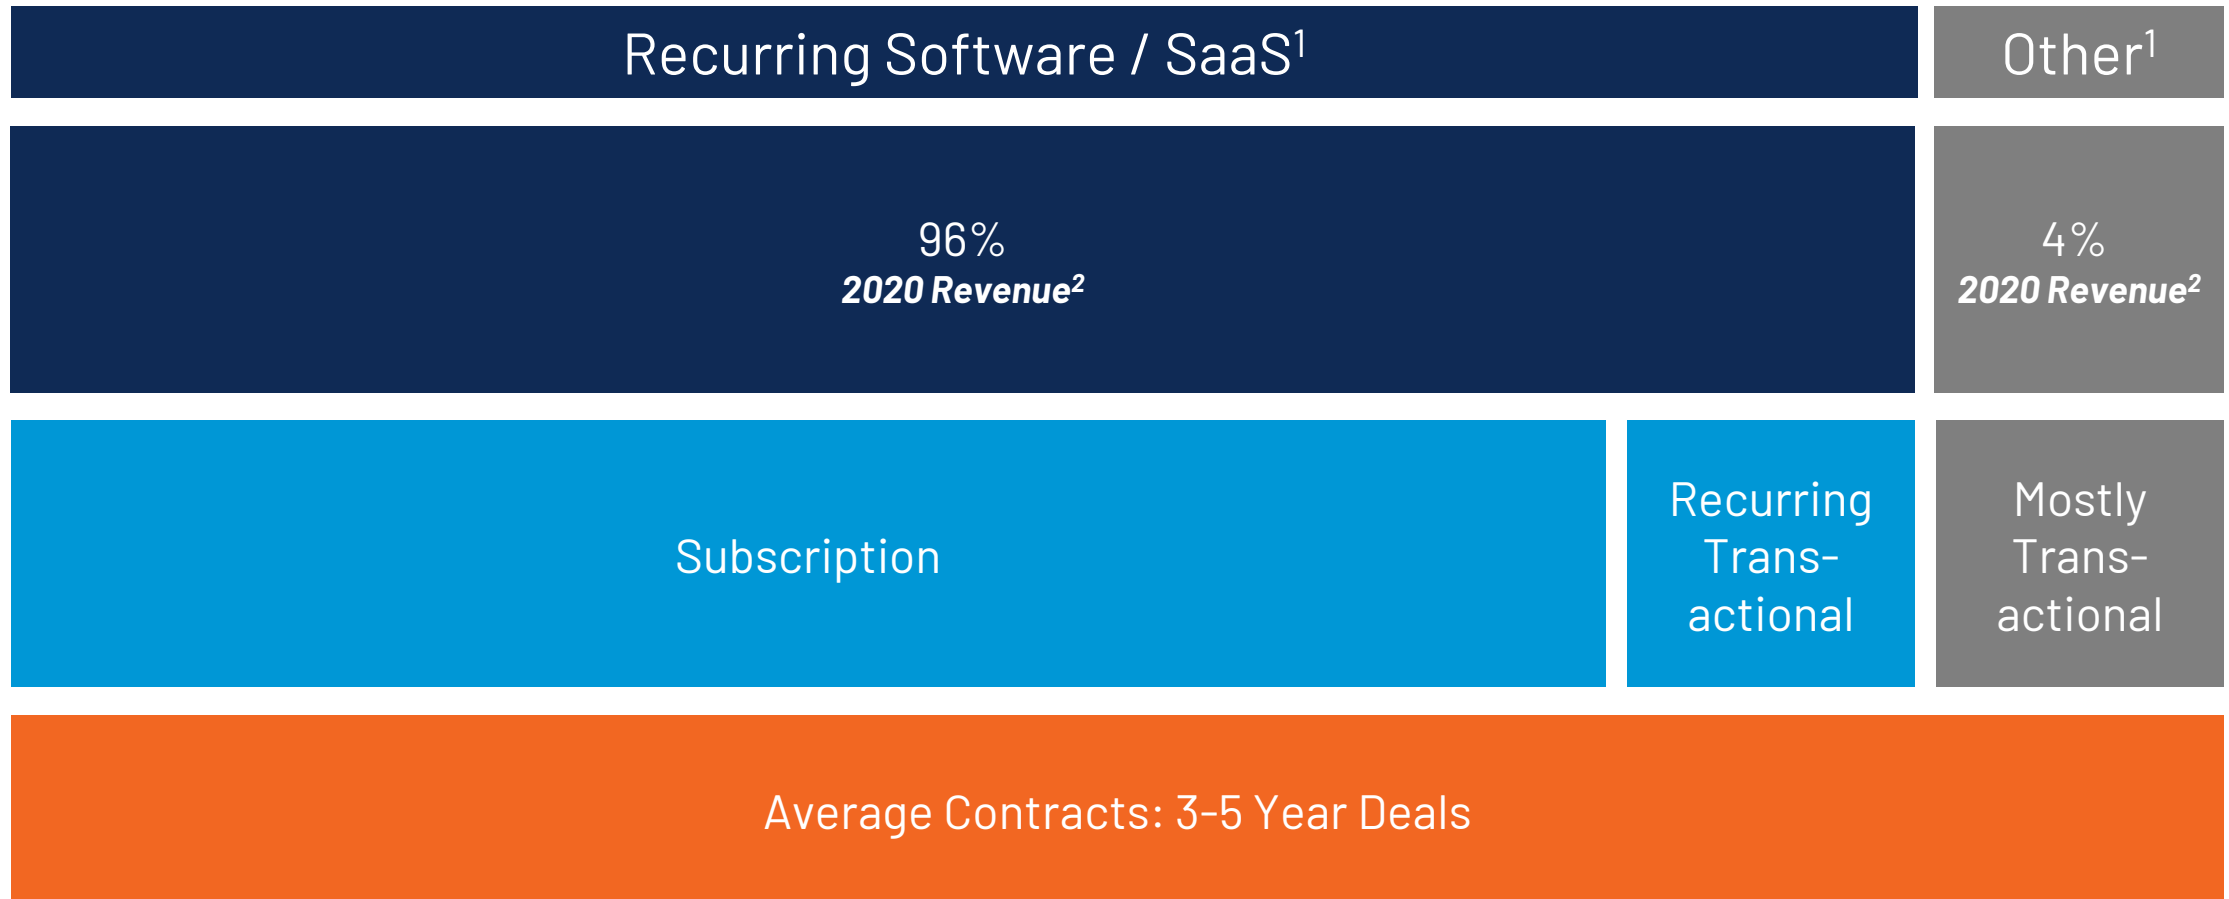 Recurring Software / SaaS¹
Other¹
96%
2020 Revenue²
4%
2020 Revenue²
Subscription
Recurring
Trans-
actional
Mostly
Trans-
actional
Average Contracts: 3-5 Year Deals